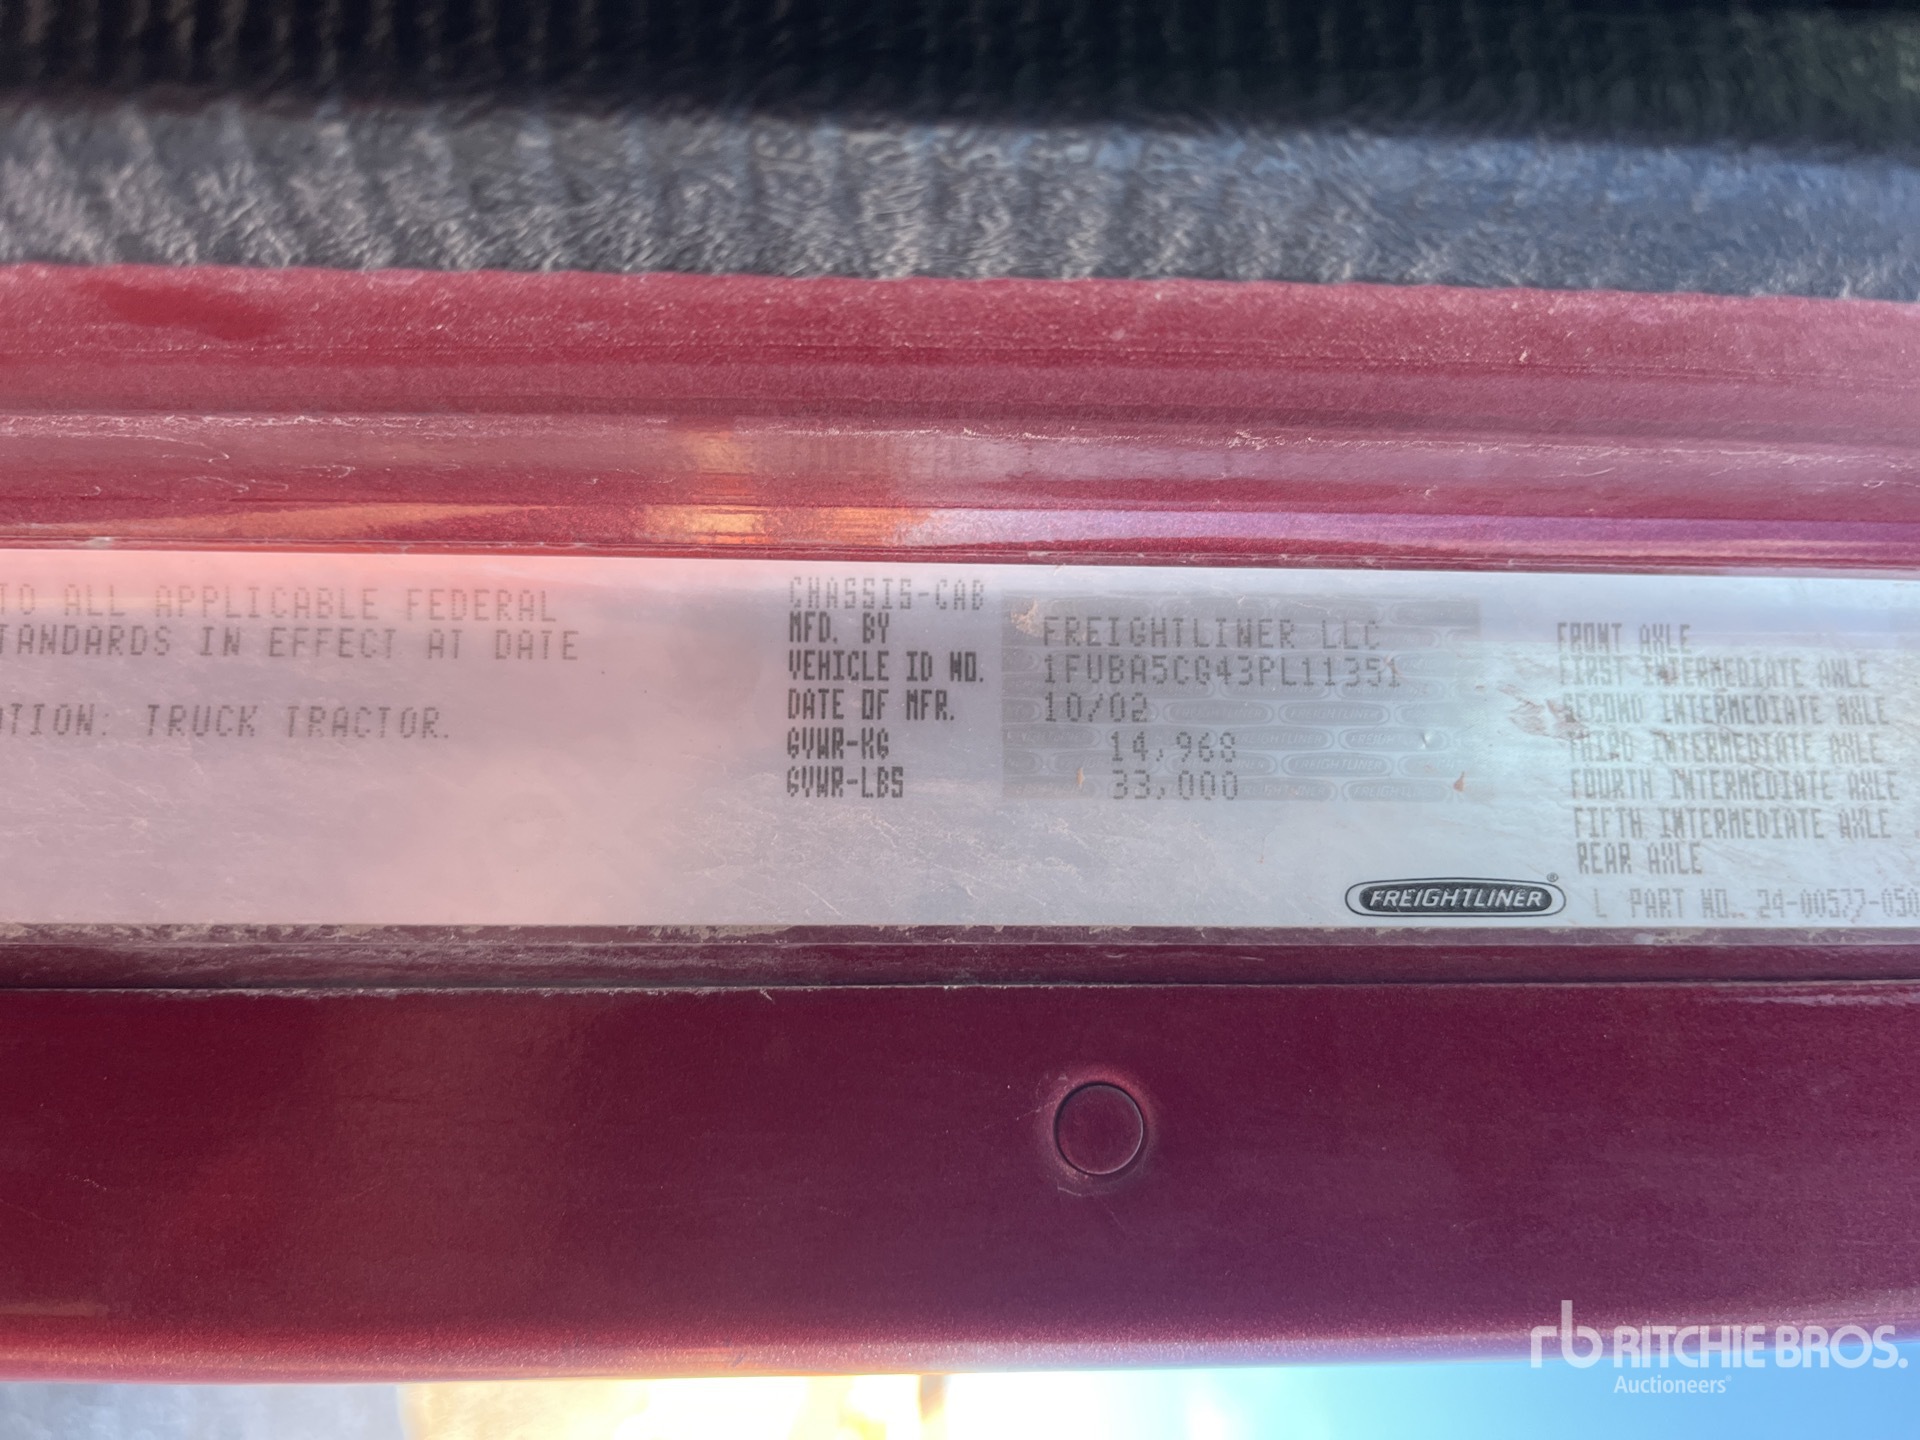 TO ALL APPLICABLE FEDERAL
TANDARDS IN EFFECT AT DATE
ATION: TRUCK TRACTOR.
CHASSIS-CAB
MFD. BY FREIGHTLINER LLC
VEHICLE ID NO. 1FUBA5CG43PL11351
DATE OF MFR. 10/02
GVWR-KG 14,968
GVWR-LBS 33,000
FREIGHTLINER®
FRONT AXLE
FIRST INTERMEDIATE AXLE
SECOND INTERMEDIATE AXLE
THIRD INTERMEDIATE AXLE
FOURTH INTERMEDIATE AXLE
FIFTH INTERMEDIATE AXLE
REAR AXLE
L PART NO. 24-00577-050
rb RITCHIE BROS.
Auctioneers